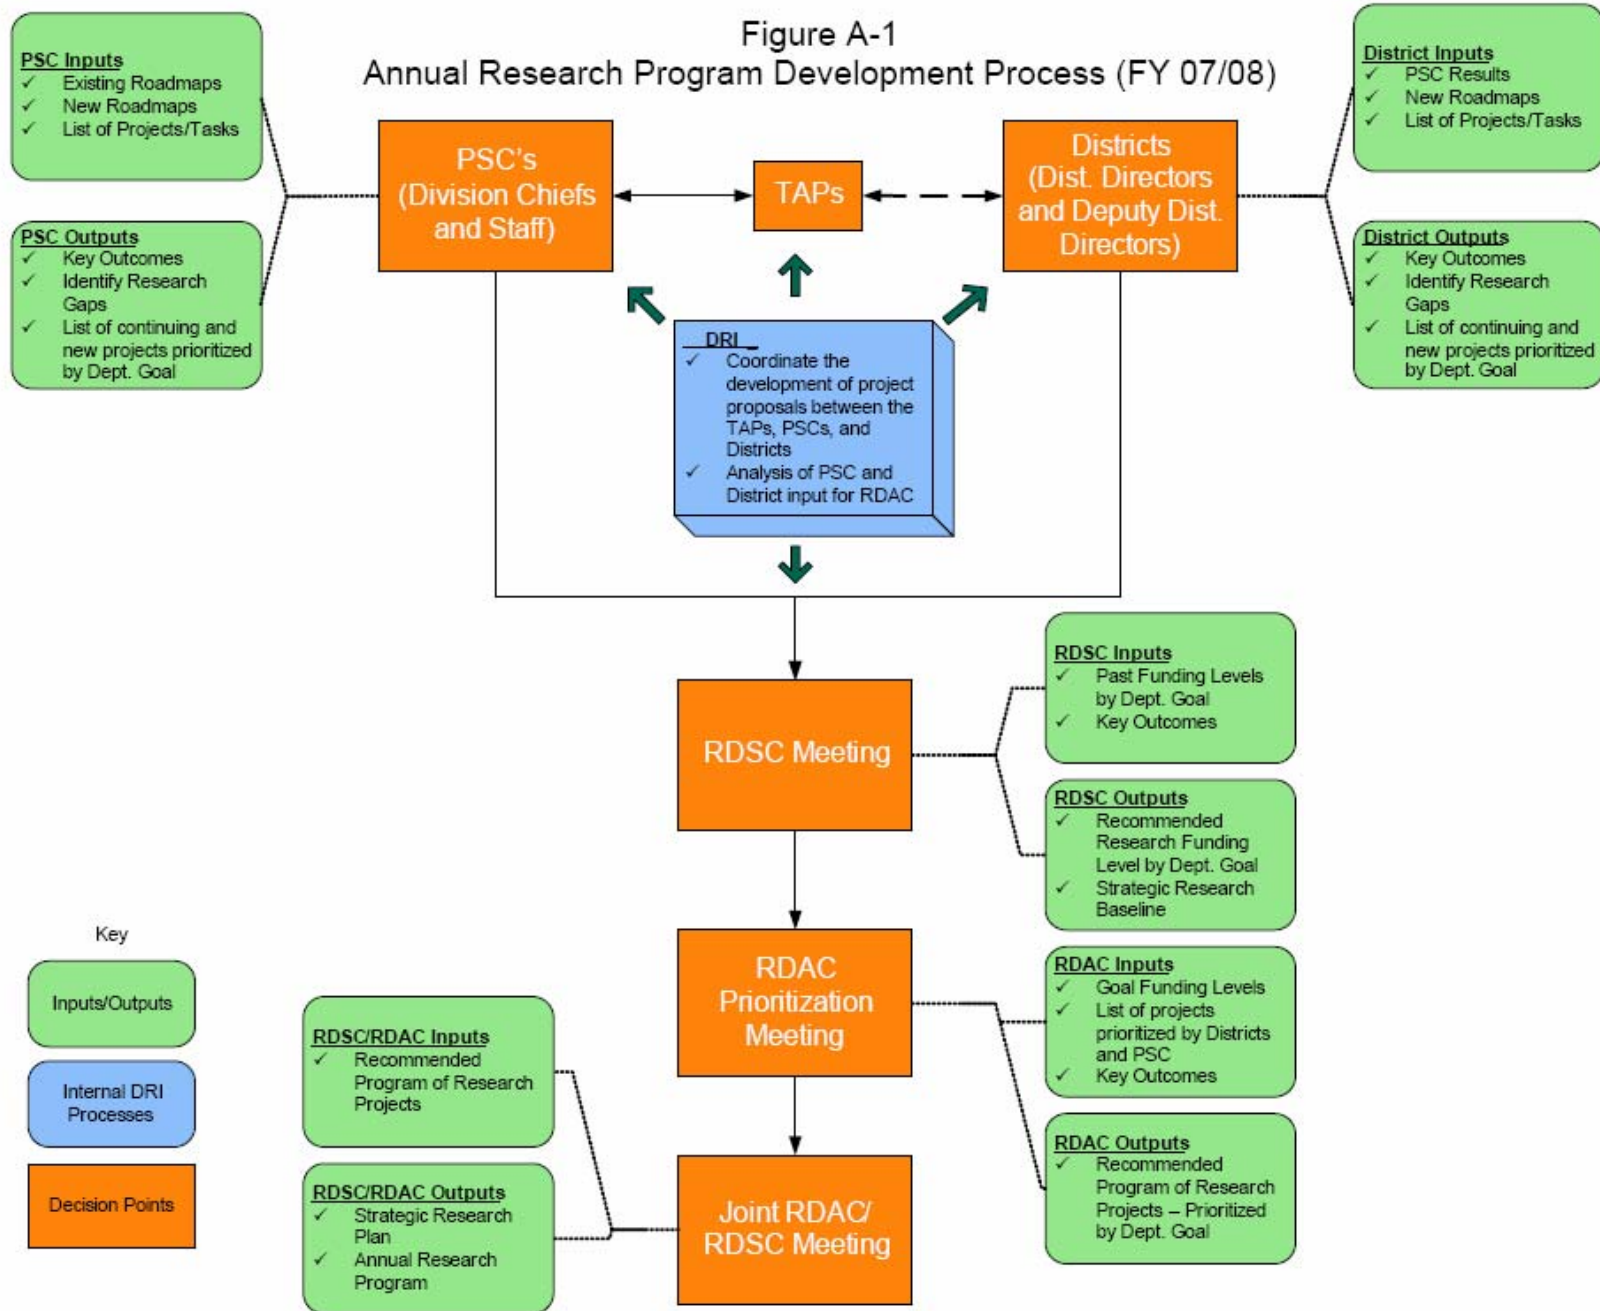 Figure A-1
Annual Research Program Development Process (FY 07/08)
PSC Inputs
✓ Existing Roadmaps
✓ New Roadmaps
✓ List of Projects/Tasks
PSC Outputs
✓ Key Outcomes
✓ Identify Research
Gaps
✓ List of continuing and
new projects prioritized
by Dept. Goal
PSC's
(Division Chiefs
and Staff)
TAPs
Districts
(Dist. Directors
and Deputy Dist.
Directors)
District Inputs
✓ PSC Results
✓ New Roadmaps
✓ List of Projects/Tasks
District Outputs
✓ Key Outcomes
✓ Identify Research
Gaps
✓ List of continuing and
new projects prioritized
by Dept. Goal
DRI
✓ Coordinate the
development of project
proposals between the
TAPs, PSCs, and
Districts
✓ Analysis of PSC and
District input for RDAC
RDSC Meeting
RDSC Inputs
✓ Past Funding Levels
by Dept. Goal
✓ Key Outcomes
RDSC Outputs
✓ Recommended
Research Funding
Level by Dept. Goal
✓ Strategic Research
Baseline
RDAC
Prioritization
Meeting
RDAC Inputs
✓ Goal Funding Levels
✓ List of projects
prioritized by Districts
and PSC
✓ Key Outcomes
RDAC Outputs
✓ Recommended
Program of Research
Projects – Prioritized
by Dept. Goal
Key
Inputs/Outputs
Internal DRI
Processes
Decision Points
RDSC/RDAC Inputs
✓ Recommended
Program of Research
Projects
RDSC/RDAC Outputs
✓ Strategic Research
Plan
✓ Annual Research
Program
Joint RDAC/
RDSC Meeting